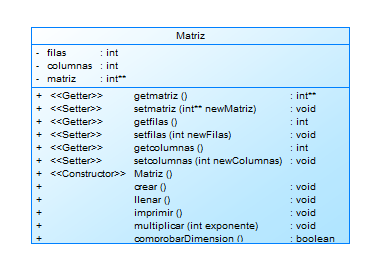 Matriz
- filas : int
- columnas : int
- matriz : int**
+ <<Getter>> getmatriz () : int**
+ <<Setter>> setmatriz (int** newMatriz) : void
+ <<Getter>> getfilas () : int
+ <<Setter>> setfilas (int newFilas) : void
+ <<Getter>> getcolumnas () : int
+ <<Setter>> setcolumnas (int newColumnas) : void
+ <<Constructor>> Matriz ()
+ crear () : void
+ llenar () : void
+ imprimir () : void
+ multiplicar (int exponente) : void
+ comprobarDimension () : boolean